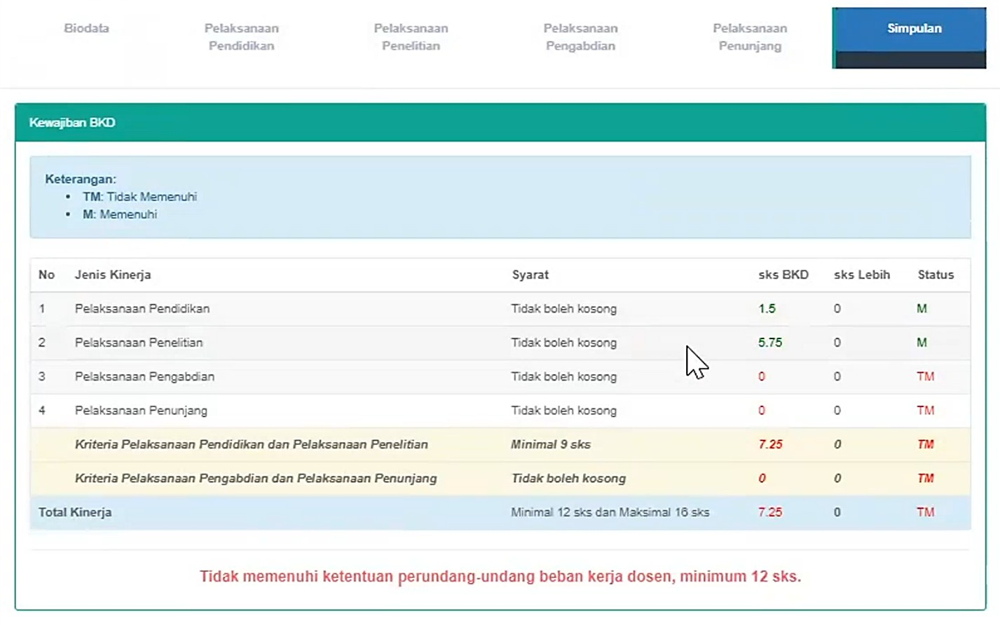 Biodata
Pelaksanaan Pendidikan
Pelaksanaan Penelitian
Pelaksanaan Pengabdian
Pelaksanaan Penunjang
Simpulan
Kewajiban BKD
Keterangan:
• TM: Tidak Memenuhi
• M: Memenuhi
No Jenis Kinerja Syarat sks BKD sks Lebih Status
1 Pelaksanaan Pendidikan Tidak boleh kosong 1.5 0 M
2 Pelaksanaan Penelitian Tidak boleh kosong 5.75 0 M
3 Pelaksanaan Pengabdian Tidak boleh kosong 0 0 TM
4 Pelaksanaan Penunjang Tidak boleh kosong 0 0 TM
Kriteria Pelaksanaan Pendidikan dan Pelaksanaan Penelitian Minimal 9 sks 7.25 0 TM
Kriteria Pelaksanaan Pengabdian dan Pelaksanaan Penunjang Tidak boleh kosong 0 0 TM
Total Kinerja Minimal 12 sks dan Maksimal 16 sks 7.25 0 TM
Tidak memenuhi ketentuan perundang-undang beban kerja dosen, minimum 12 sks.